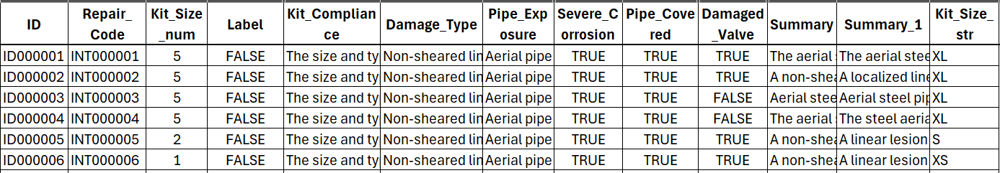 ID Repair_Code Kit_Size_num Label Kit_Compliance Damage_Type Pipe_Exposure Severe_Corrosion Pipe_Covered Damaged_Valve Summary Summary_1 Kit_Size_str
ID000001 INT000001 5 FALSE The size and ty Non-sheared lin Aerial pipe TRUE TRUE TRUE The aerial The aerial stee XL
ID000002 INT000002 5 FALSE The size and ty Non-sheared lin Aerial pipe TRUE TRUE TRUE A non-shea A localized line XL
ID000003 INT000003 5 FALSE The size and ty Non-sheared lin Aerial pipe TRUE TRUE FALSE Aerial stee Aerial steel pip XL
ID000004 INT000004 5 FALSE The size and ty Non-sheared lin Aerial pipe TRUE TRUE FALSE The aerial The steel aeria XL
ID000005 INT000005 2 FALSE The size and ty Non-sheared lin Aerial pipe TRUE TRUE TRUE A non-shea A linear lesion S
ID000006 INT000006 1 FALSE The size and ty Non-sheared lin Aerial pipe TRUE TRUE TRUE A non-shea A linear lesion XS